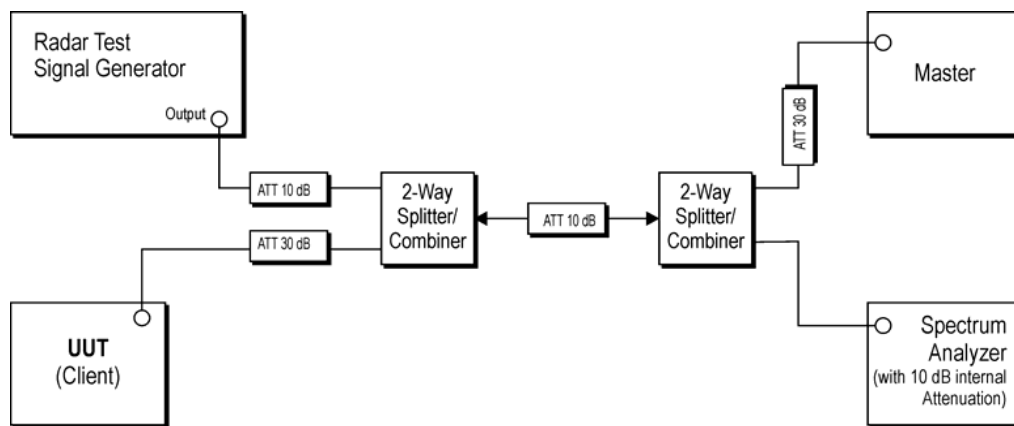 Radar Test
Signal Generator
Output
ATT 10 dB
ATT 30 dB
UUT
(Client)
2-Way
Splitter/
Combiner
ATT 10 dB
2-Way
Splitter/
Combiner
ATT 30 dB
Master
Spectrum
Analyzer
(with 10 dB internal
Attenuation)